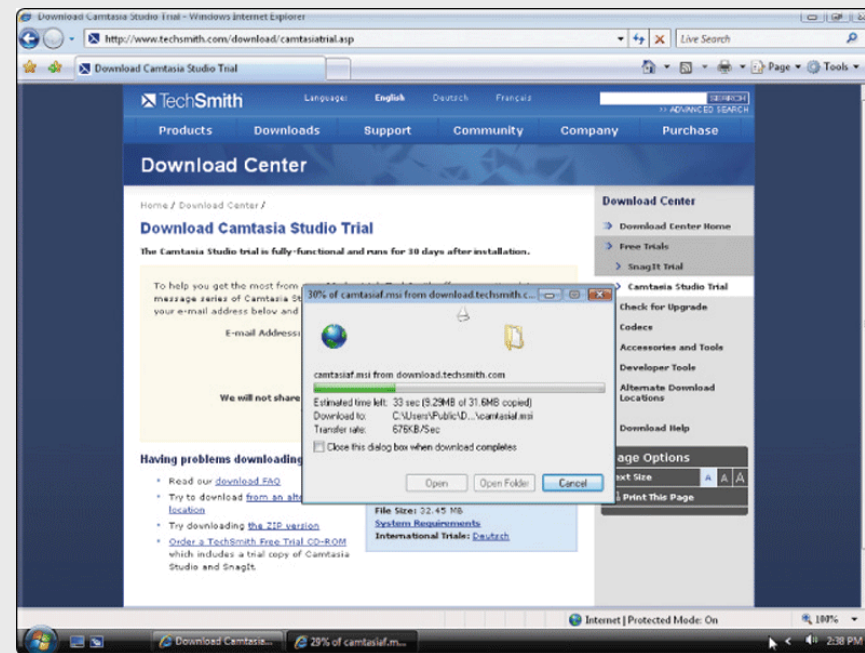 Download Camtasia Studio Trial - Windows Internet Explorer
http://www.techsmith.com/download/camtasiatrial.asp
Live Search
Download Camtasia Studio Trial
Page
Tools
TechSmith
Language: English Deutsch Français
SEARCH
>> ADVANCED SEARCH
Products Downloads Support Community Company Purchase
Download Center
Home / Download Center /
Download Camtasia Studio Trial
The Camtasia Studio trial is fully-functional and runs for 30 days after installation.
To help you get the most from
message series of Camtasia St
your e-mail address below and
E-mail Address:
We will not share
Having problems downloading
Read our download FAQ
Try to download from an alte
location
Try downloading the ZIP version
Order a TechSmith Free Trial CD-ROM
which includes a trial copy of Camtasia
Studio and SnagIt.
File Size: 32.45 MB
System Requirements
International Trials: Deutsch
30% of camtasiaf.msi from download.techsmith.c...
camtasiaf.msi from download.techsmith.com
Estimated time left: 33 sec (9.29MB of 31.6MB copied)
Download to: C:\Users\Public\D...\camtasiaf.msi
Transfer rate: 676KB/Sec
Close this dialog box when download completes
Open
Open Folder
Cancel
Download Center
Download Center Home
Free Trials
SnagIt Trial
Camtasia Studio Trial
Check for Upgrade
Codecs
Accessories and Tools
Developer Tools
Alternate Download
Locations
Download Help
age Options
ext Size A A A
Print This Page
Internet | Protected Mode: On
100%
Download Camtasia...
29% of camtasiaf.m...
2:38 PM